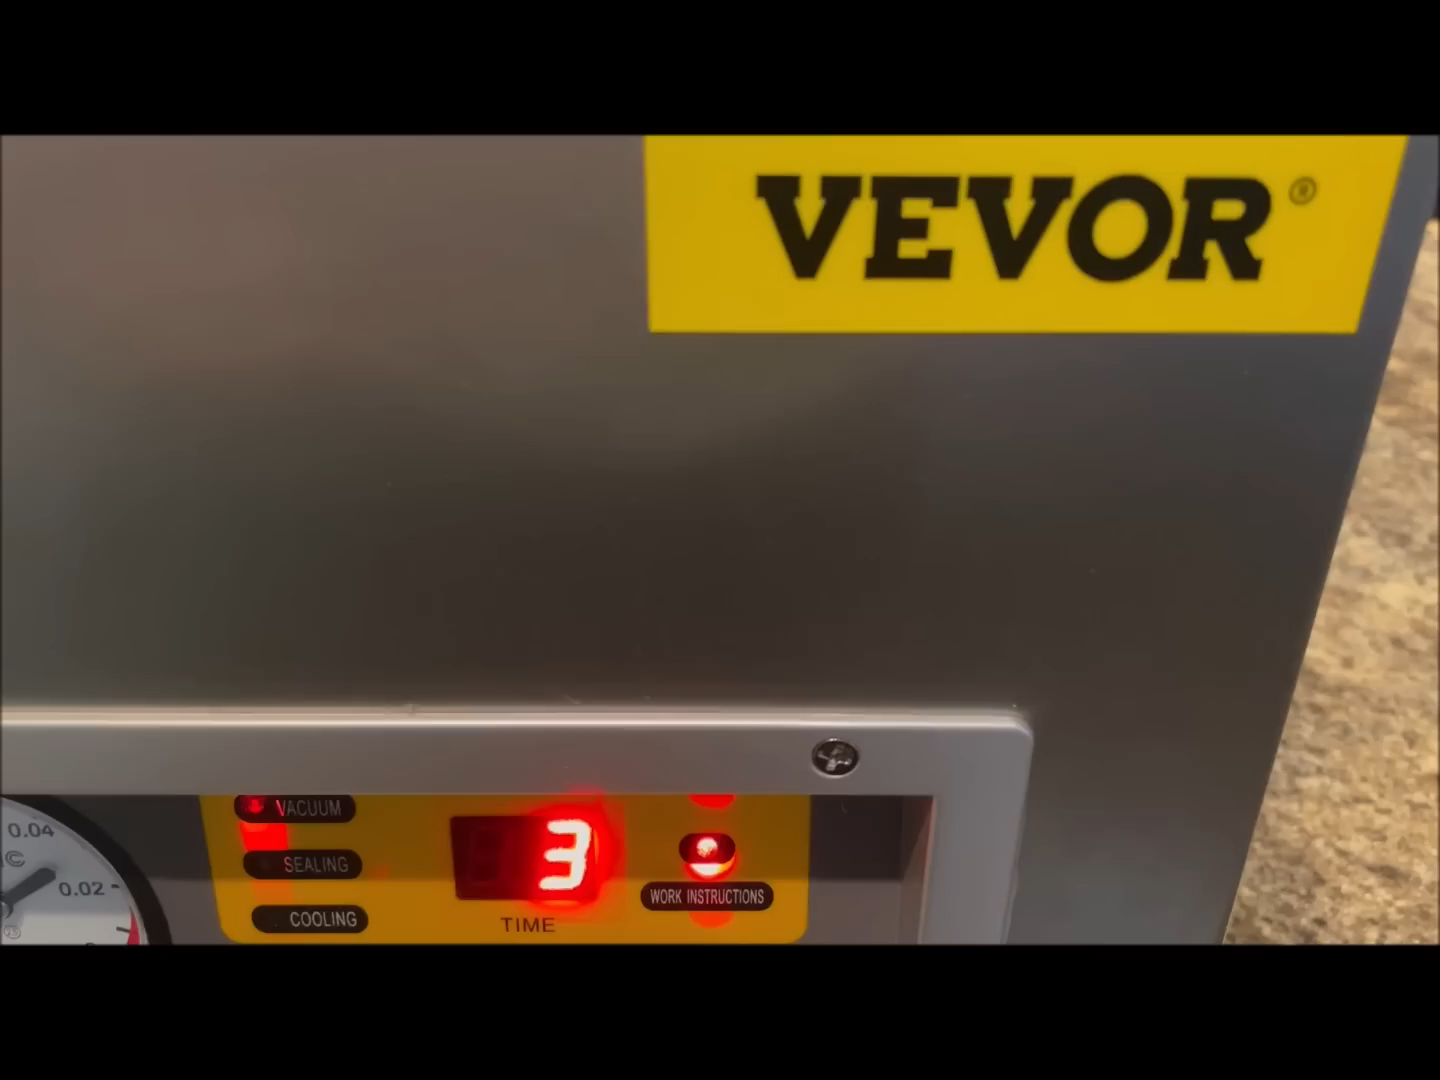 VEVOR®
VACUUM
SEALING
COOLING
3
TIME
WORK INSTRUCTIONS
0.04
0.02